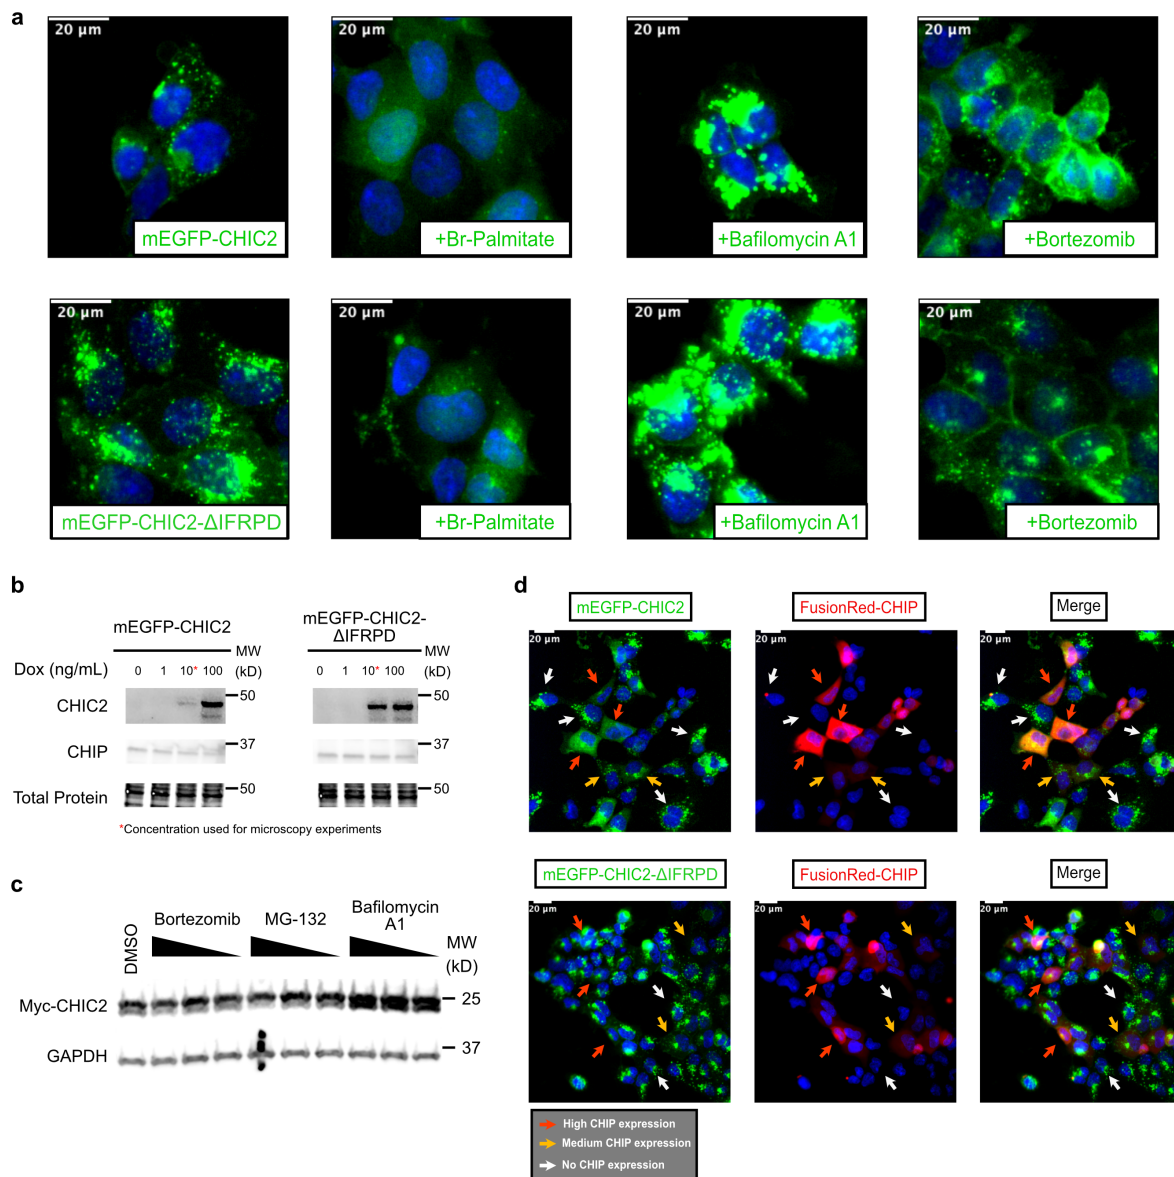 a
20 µm
20 µm
20 µm
20 µm
mEGFP-CHIC2
+Br-Palmitate
+Bafilomycin A1
+Bortezomib
20 µm
20 µm
20 µm
20 µm
mEGFP-CHIC2-ΔIFRPD
+Br-Palmitate
+Bafilomycin A1
+Bortezomib
b
mEGFP-CHIC2
mEGFP-CHIC2-
ΔIFRPD
MW
(kD)
MW
(kD)
Dox (ng/mL)
0 1 10* 100
0 1 10* 100
CHIC2
50
50
CHIP
37
37
Total Protein
50
50
*Concentration used for microscopy experiments
c
DMSO
Bortezomib
MG-132
Bafilomycin
A1
MW
(kD)
Myc-CHIC2
25
GAPDH
37
d
mEGFP-CHIC2
FusionRed-CHIP
Merge
20 µm
20 µm
20 µm
mEGFP-CHIC2-ΔIFRPD
FusionRed-CHIP
Merge
20 µm
20 µm
20 µm
High CHIP expression
Medium CHIP expression
No CHIP expression